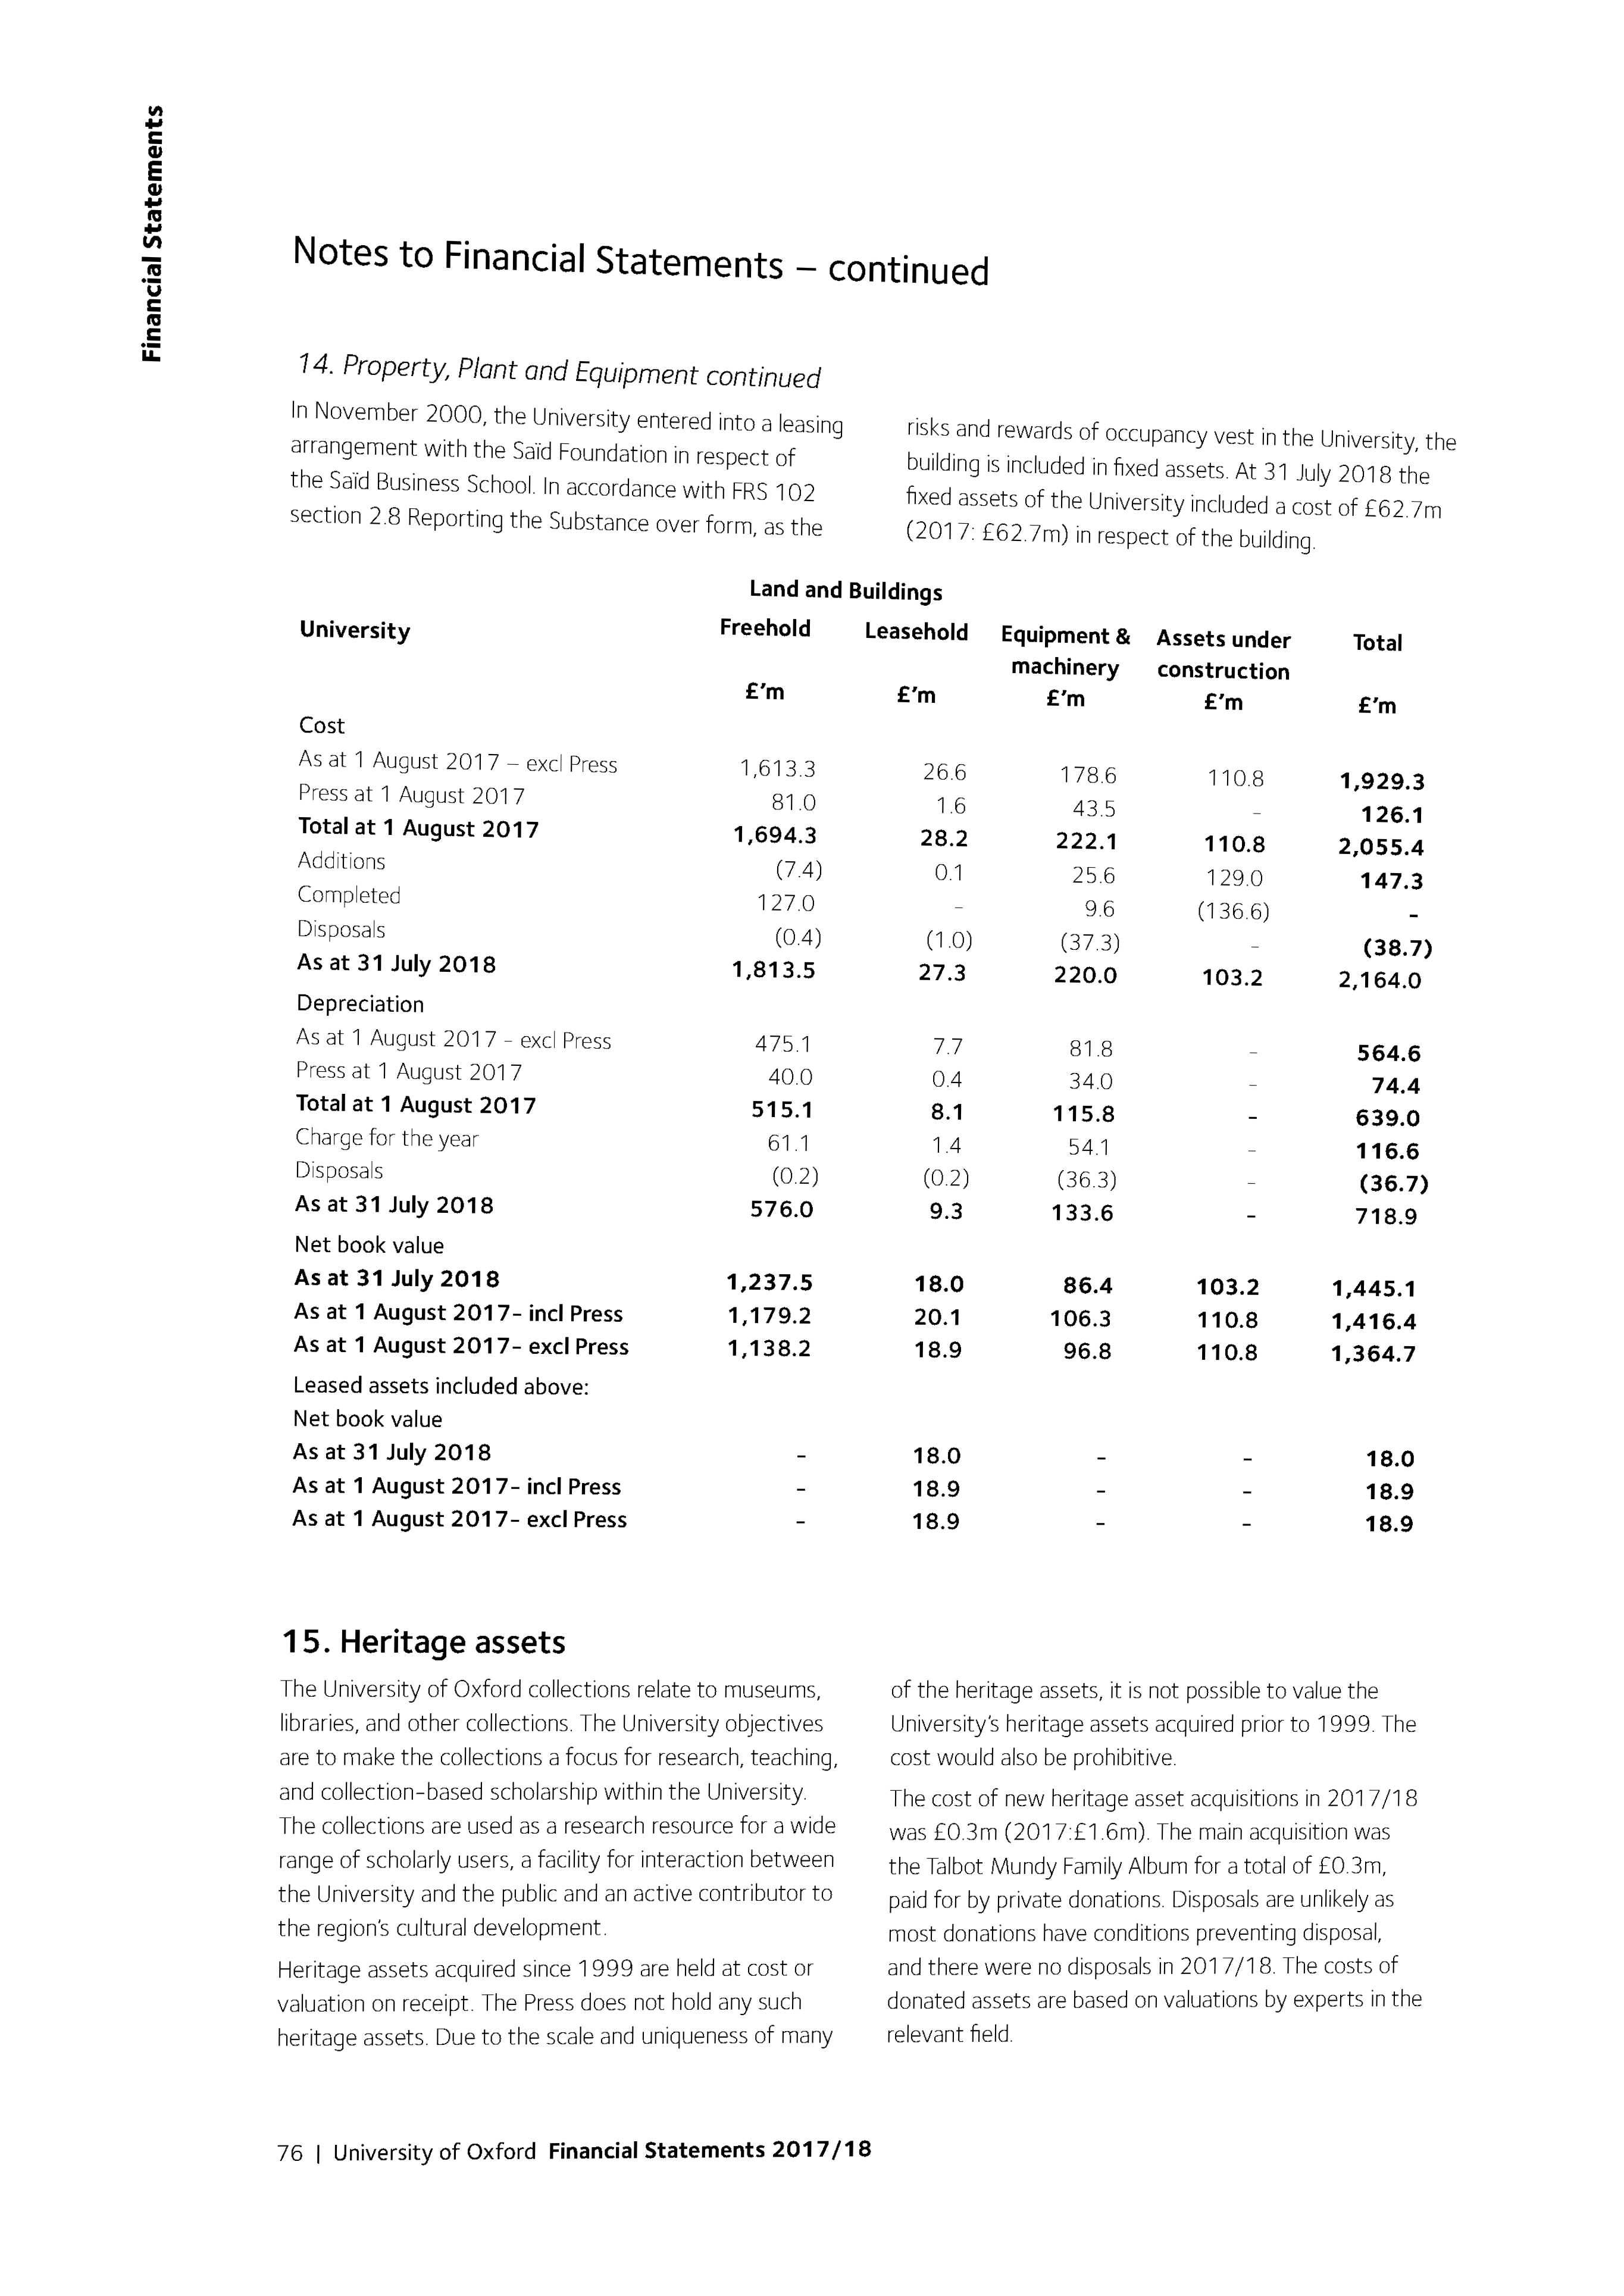 Financial Statements
Notes to Financial Statements – continued
14. Property, Plant and Equipment continued
In November 2000, the University entered into a leasing
arrangement with the Saïd Foundation in respect of
the Saïd Business School. In accordance with FRS 102
section 2.8 Reporting the Substance over form, as the
risks and rewards of occupancy vest in the University, the
building is included in fixed assets. At 31 July 2018 the
fixed assets of the University included a cost of £62.7m
(2017: £62.7m) in respect of the building.
Land and Buildings
University Freehold Leasehold Equipment & Assets under Total
machinery construction
£'m £'m £'m £'m £'m
Cost
As at 1 August 2017 – excl Press 1,613.3 26.6 178.6 110.8 1,929.3
Press at 1 August 2017 81.0 1.6 43.5 - 126.1
Total at 1 August 2017 1,694.3 28.2 222.1 110.8 2,055.4
Additions (7.4) 0.1 25.6 129.0 147.3
Completed 127.0 - 9.6 (136.6) -
Disposals (0.4) (1.0) (37.3) - (38.7)
As at 31 July 2018 1,813.5 27.3 220.0 103.2 2,164.0
Depreciation
As at 1 August 2017 - excl Press 475.1 7.7 81.8 - 564.6
Press at 1 August 2017 40.0 0.4 34.0 - 74.4
Total at 1 August 2017 515.1 8.1 115.8 - 639.0
Charge for the year 61.1 1.4 54.1 - 116.6
Disposals (0.2) (0.2) (36.3) - (36.7)
As at 31 July 2018 576.0 9.3 133.6 - 718.9
Net book value
As at 31 July 2018 1,237.5 18.0 86.4 103.2 1,445.1
As at 1 August 2017- incl Press 1,179.2 20.1 106.3 110.8 1,416.4
As at 1 August 2017- excl Press 1,138.2 18.9 96.8 110.8 1,364.7
Leased assets included above:
Net book value
As at 31 July 2018 - 18.0 - - 18.0
As at 1 August 2017- incl Press - 18.9 - - 18.9
As at 1 August 2017- excl Press - 18.9 - - 18.9
15. Heritage assets
The University of Oxford collections relate to museums,
libraries, and other collections. The University objectives
are to make the collections a focus for research, teaching,
and collection-based scholarship within the University.
The collections are used as a research resource for a wide
range of scholarly users, a facility for interaction between
the University and the public and an active contributor to
the region's cultural development.
Heritage assets acquired since 1999 are held at cost or
valuation on receipt. The Press does not hold any such
heritage assets. Due to the scale and uniqueness of many
of the heritage assets, it is not possible to value the
University's heritage assets acquired prior to 1999. The
cost would also be prohibitive.
The cost of new heritage asset acquisitions in 2017/18
was £0.3m (2017:£1.6m). The main acquisition was
the Talbot Mundy Family Album for a total of £0.3m,
paid for by private donations. Disposals are unlikely as
most donations have conditions preventing disposal,
and there were no disposals in 2017/18. The costs of
donated assets are based on valuations by experts in the
relevant field.
76 | University of Oxford Financial Statements 2017/18